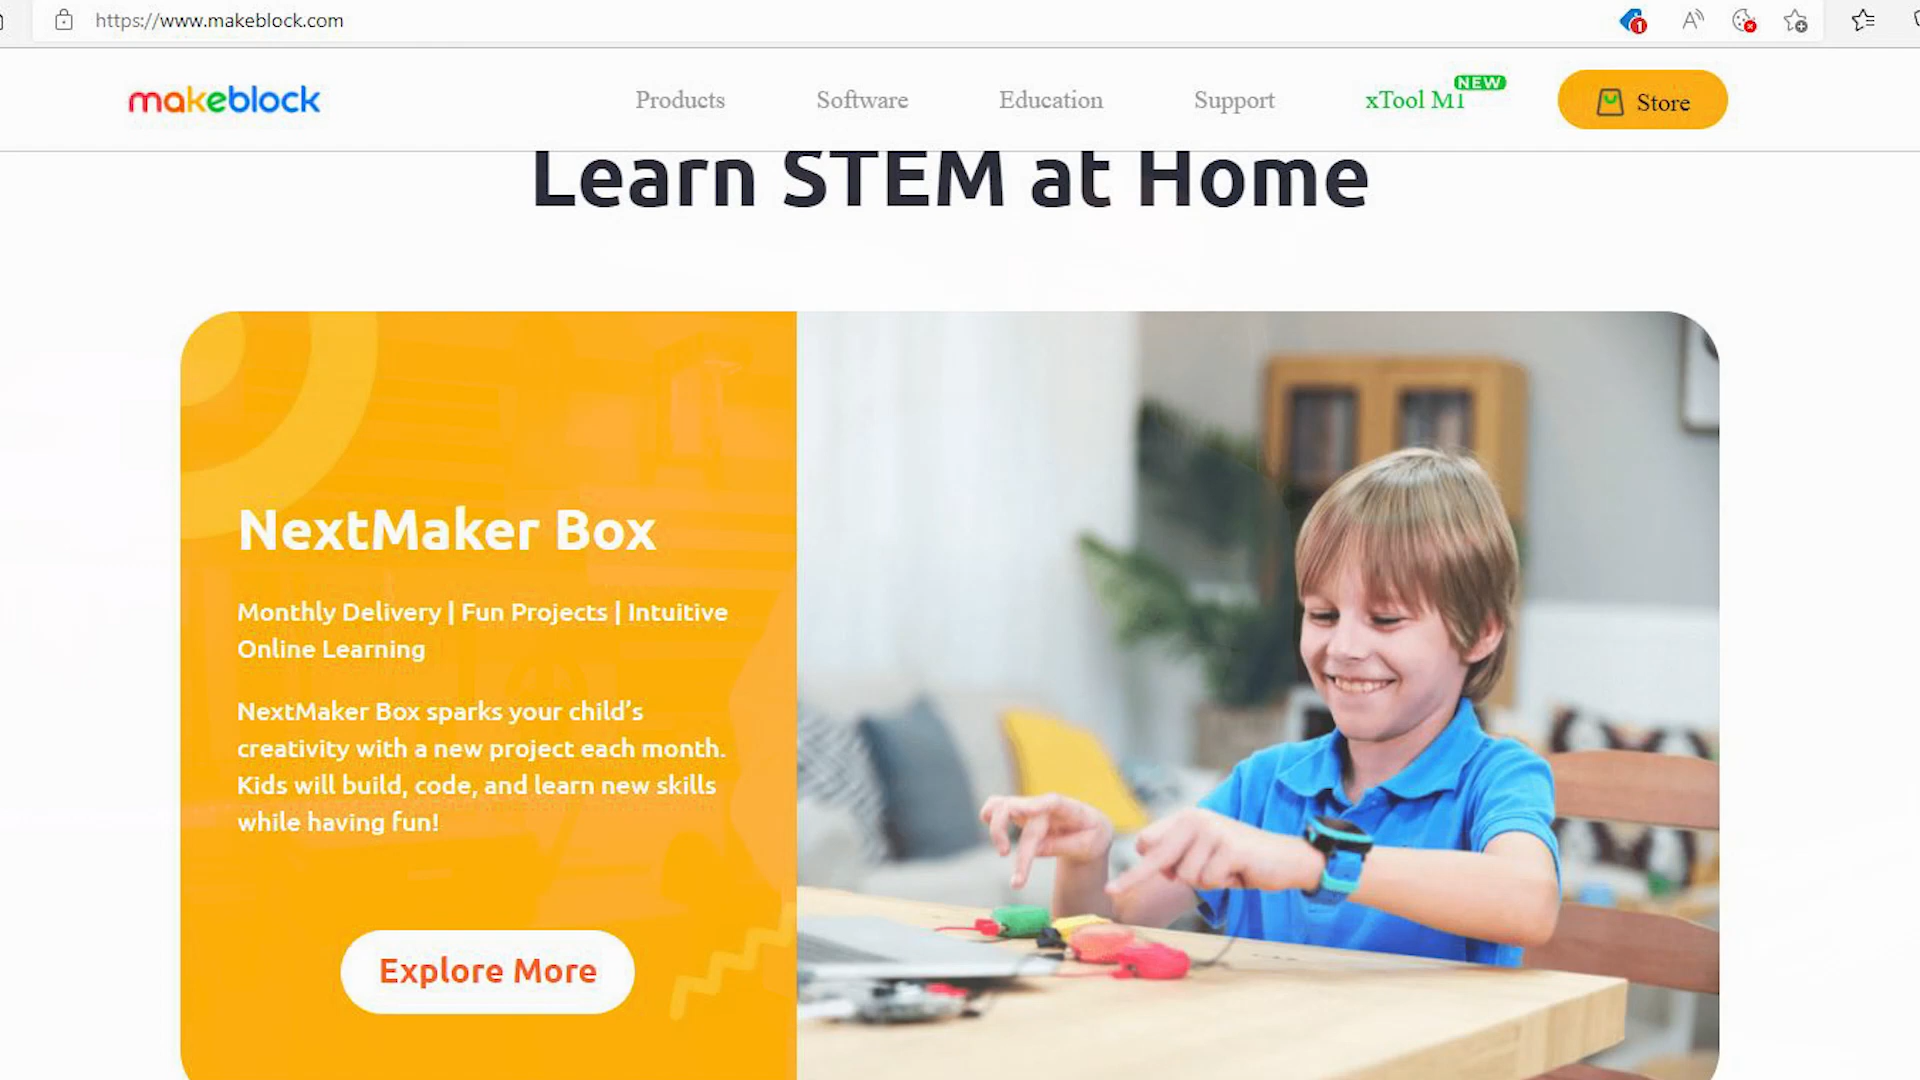 https://www.makeblock.com
1
makeblock
Products
Software
Education
Support
xTool M1
NEW
Store
Learn STEM at Home
NextMaker Box
Monthly Delivery | Fun Projects | Intuitive
Online Learning
NextMaker Box sparks your child’s
creativity with a new project each month.
Kids will build, code, and learn new skills
while having fun!
Explore More